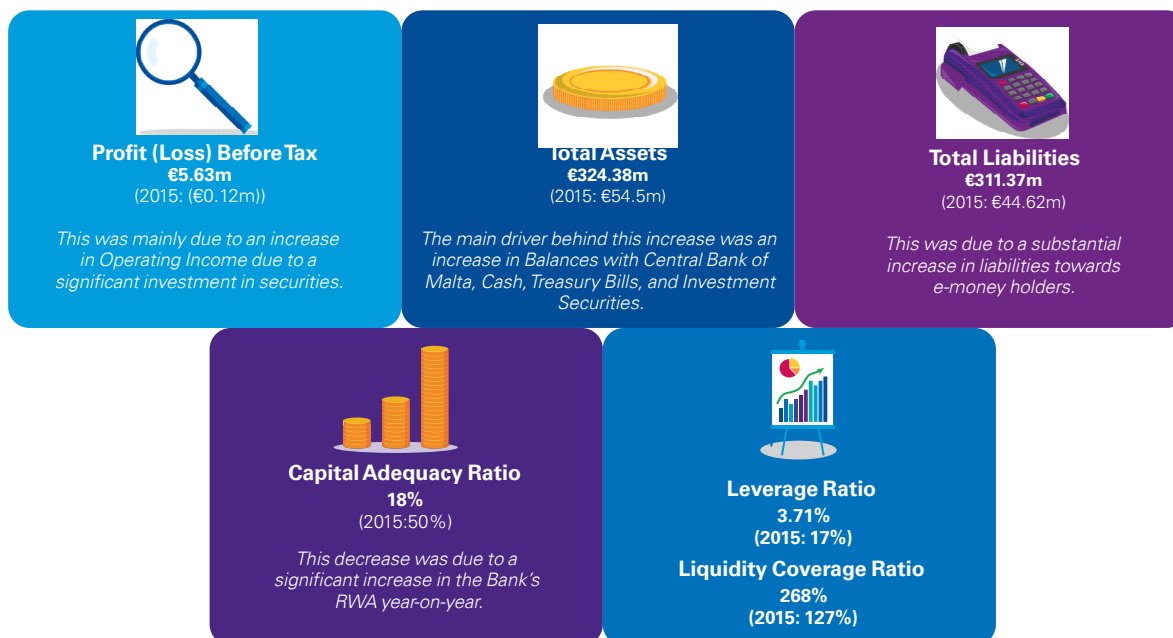 Profit (Loss) Before Tax
€5.63m
(2015: (€0.12m))
This was mainly due to an increase
in Operating Income due to a
significant investment in securities.
Total Assets
€324.38m
(2015: €54.5m)
The main driver behind this increase was an
increase in Balances with Central Bank of
Malta, Cash, Treasury Bills, and Investment
Securities.
Total Liabilities
€311.37m
(2015: €44.62m)
This was due to a substantial
increase in liabilities towards
e-money holders.
Capital Adequacy Ratio
18%
(2015:50%)
This decrease was due to a
significant increase in the Bank's
RWA year-on-year.
Leverage Ratio
3.71%
(2015: 17%)
Liquidity Coverage Ratio
268%
(2015: 127%)